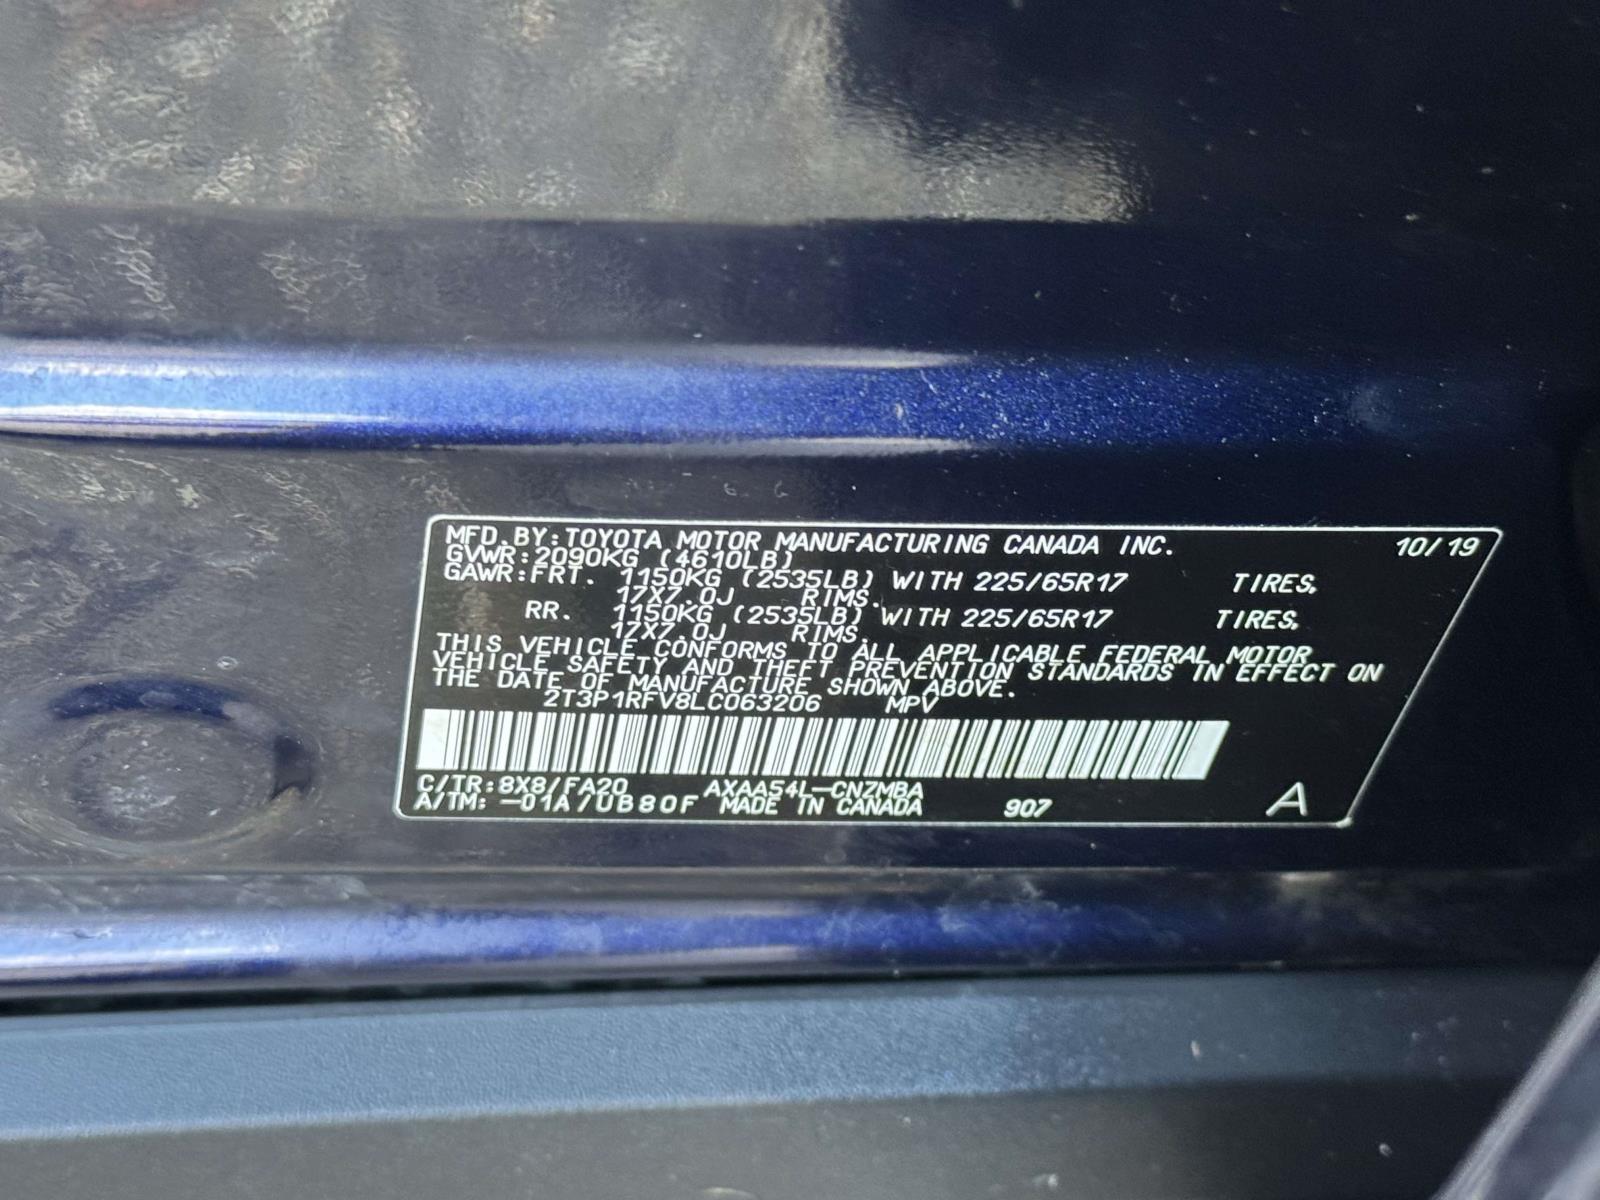 MFD.BY:TOYOTA MOTOR MANUFACTURING CANADA INC. 10/19
GVWR:2090KG (4610LB)
GAWR:FRT. 1150KG (2535LB) WITH 225/65R17 TIRES,
17X7.0J RIMS.
RR. 1150KG (2535LB) WITH 225/65R17 TIRES,
17X7.0J RIMS.
THIS VEHICLE CONFORMS TO ALL APPLICABLE FEDERAL MOTOR
VEHICLE SAFETY AND THEFT PREVENTION STANDARDS IN EFFECT ON
THE DATE OF MANUFACTURE SHOWN ABOVE.
2T3P1RFV8LC063206 MPV
C/TR:8X8/FA20 AXAA54L-CNZMBA
A/TM: -01A/UB80F MADE IN CANADA 907 A